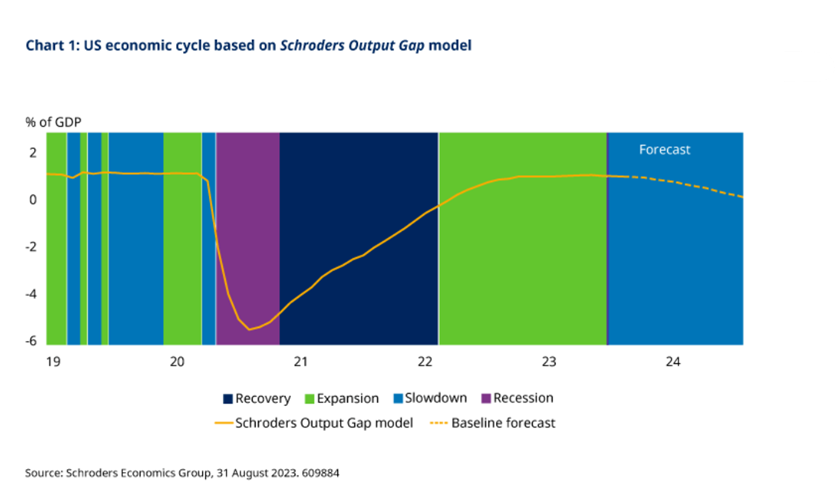 Chart 1: US economic cycle based on Schroders Output Gap model
% of GDP
2
0
-2
-4
-6
Forecast
19 20 21 22 23 24
Recovery Expansion Slowdown Recession
Schroders Output Gap model Baseline forecast
Source: Schroders Economics Group, 31 August 2023. 609884